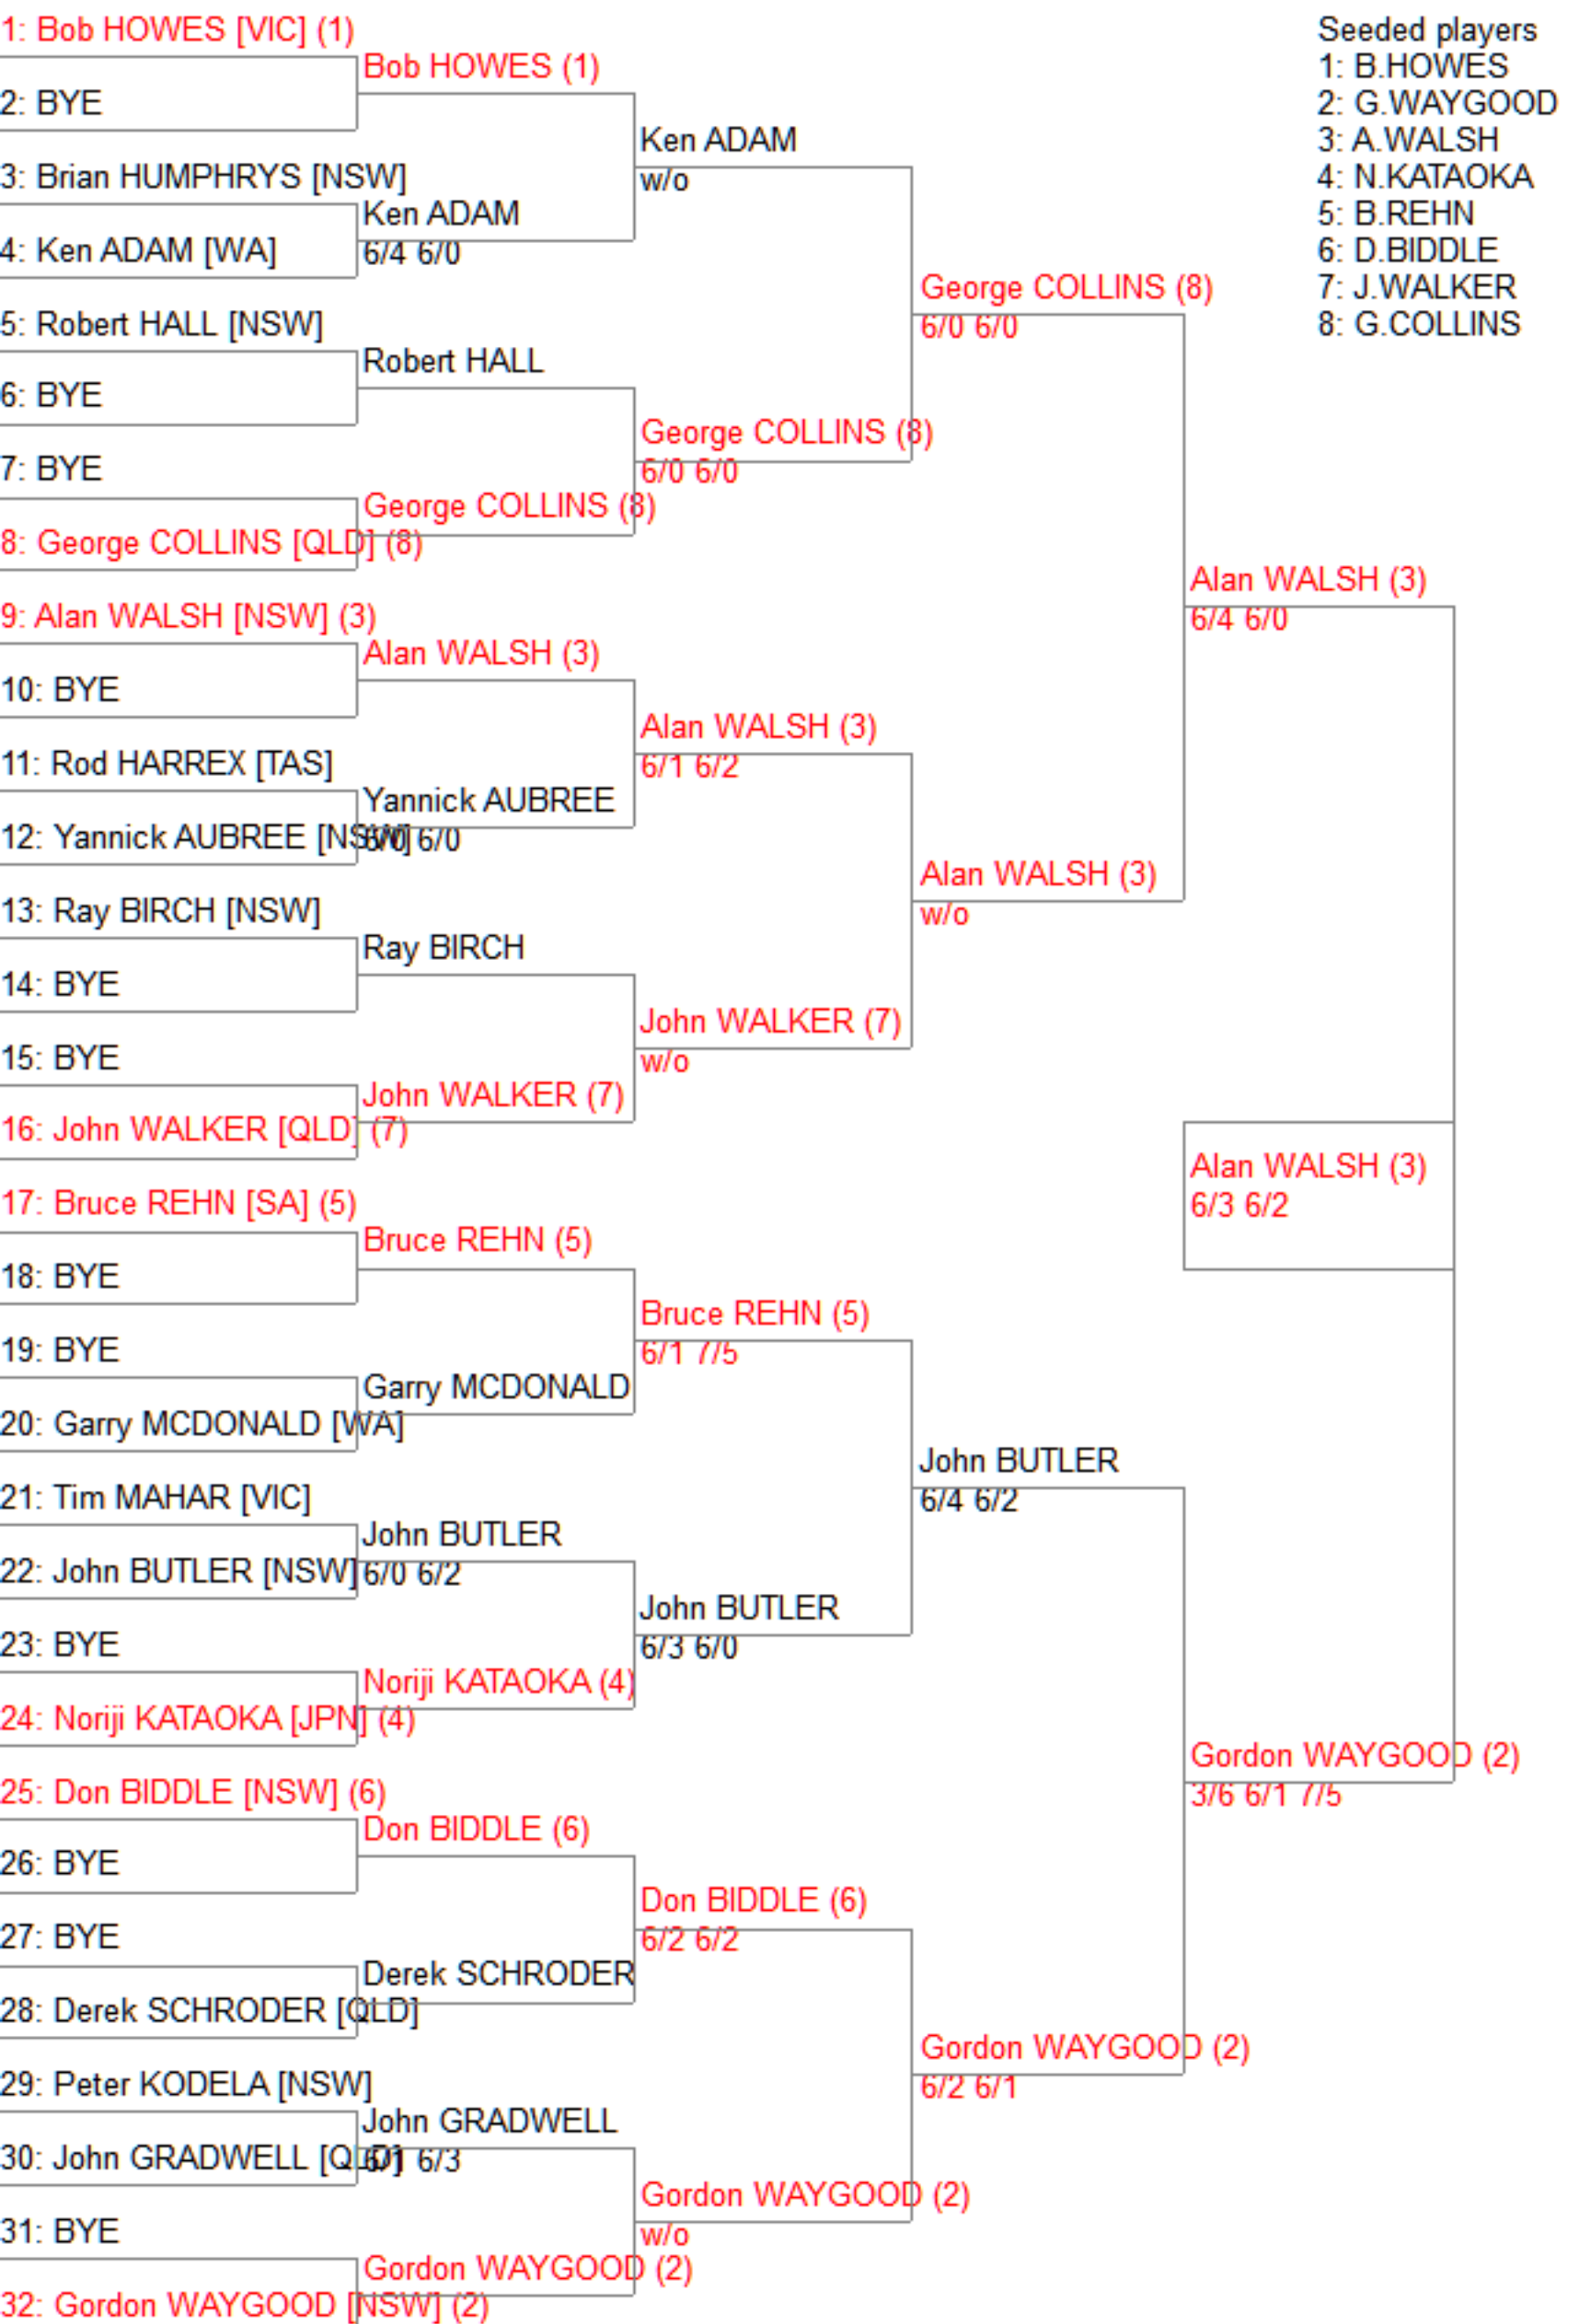 1: Bob HOWES [VIC] (1)
2: BYE
3: Brian HUMPHRYS [NSW]
4: Ken ADAM [WA]
5: Robert HALL [NSW]
6: BYE
7: BYE
8: George COLLINS [QLD] (8)
9: Alan WALSH [NSW] (3)
10: BYE
11: Rod HARREX [TAS]
12: Yannick AUBREE [NSW]
13: Ray BIRCH [NSW]
14: BYE
15: BYE
16: John WALKER [QLD] (7)
17: Bruce REHN [SA] (5)
18: BYE
19: BYE
20: Garry MCDONALD [WA]
21: Tim MAHAR [VIC]
22: John BUTLER [NSW]
23: BYE
24: Noriji KATAOKA [JPN] (4)
25: Don BIDDLE [NSW] (6)
26: BYE
27: BYE
28: Derek SCHRODER [QLD]
29: Peter KODELA [NSW]
30: John GRADWELL [QLD]
31: BYE
32: Gordon WAYGOOD [NSW] (2)
Bob HOWES (1)
Ken ADAM
6/4 6/0
Robert HALL
George COLLINS (8)
Alan WALSH (3)
Yannick AUBREE
6/0 6/0
Ray BIRCH
John WALKER (7)
Bruce REHN (5)
Garry MCDONALD
John BUTLER
6/0 6/2
Noriji KATAOKA (4)
Don BIDDLE (6)
Derek SCHRODER
John GRADWELL
6/1 6/3
Gordon WAYGOOD (2)
Ken ADAM
w/o
George COLLINS (8)
6/0 6/0
Alan WALSH (3)
6/1 6/2
John WALKER (7)
w/o
Bruce REHN (5)
6/1 7/5
John BUTLER
6/3 6/0
Don BIDDLE (6)
6/2 6/2
Gordon WAYGOOD (2)
w/o
George COLLINS (8)
6/0 6/0
Alan WALSH (3)
w/o
John BUTLER
6/4 6/2
Gordon WAYGOOD (2)
6/2 6/1
Alan WALSH (3)
6/4 6/0
Gordon WAYGOOD (2)
3/6 6/1 7/5
Alan WALSH (3)
6/3 6/2
Seeded players
1: B.HOWES
2: G.WAYGOOD
3: A.WALSH
4: N.KATAOKA
5: B.REHN
6: D.BIDDLE
7: J.WALKER
8: G.COLLINS